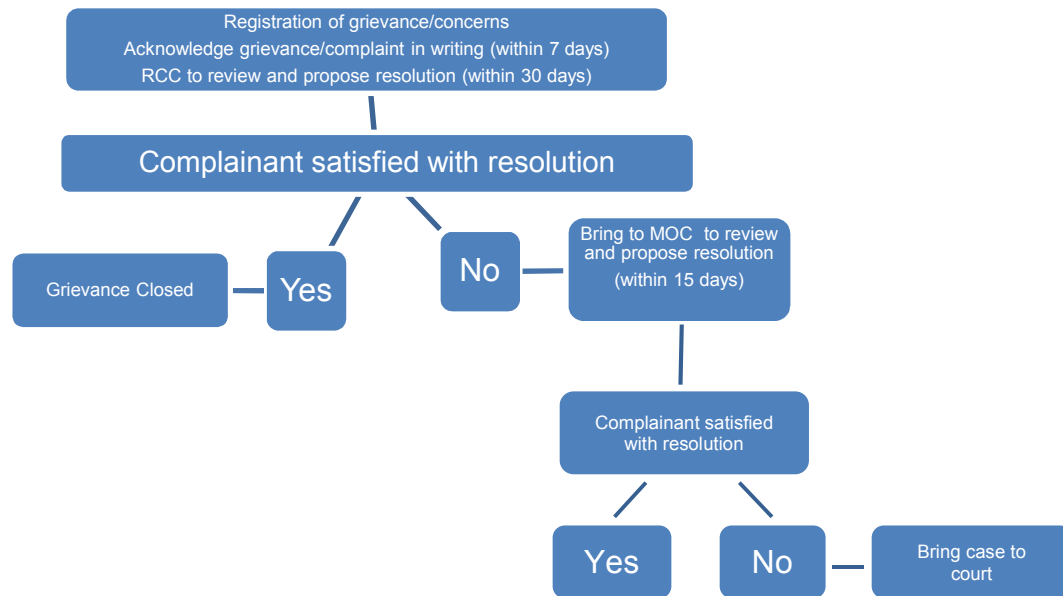 Registration of grievance/concerns
Acknowledge grievance/complaint in writing (within 7 days)
RCC to review and propose resolution (within 30 days)
Complainant satisfied with resolution
Grievance Closed
Yes
No
Bring to MOC to review
and propose resolution
(within 15 days)
Complainant satisfied
with resolution
Yes
No
Bring case to
court